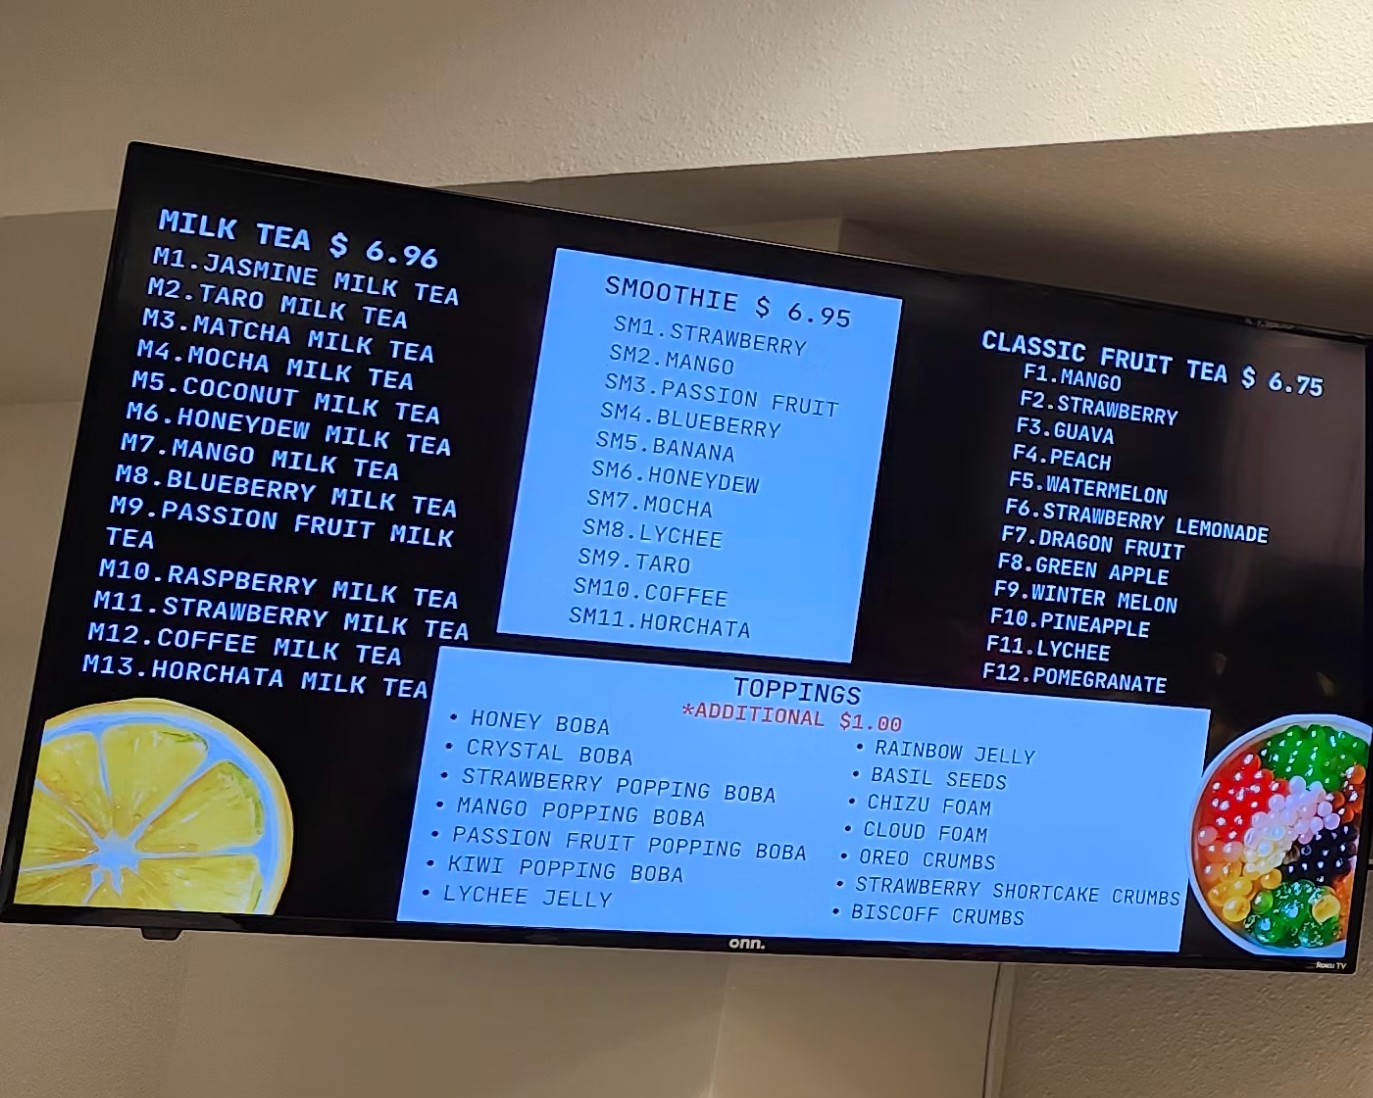 MILK TEA $ 6.96
M1.JASMINE MILK TEA
M2.TARO MILK TEA
M3.MATCHA MILK TEA
M4.MOCHA MILK TEA
M5.COCONUT MILK TEA
M6.HONEYDEW MILK TEA
M7.MANGO MILK TEA
M8.BLUEBERRY MILK TEA
M9.PASSION FRUIT MILK
TEA
M10.RASPBERRY MILK TEA
M11.STRAWBERRY MILK TEA
M12.COFFEE MILK TEA
M13.HORCHATA MILK TEA
SMOOTHIE $ 6.95
SM1.STRAWBERRY
SM2.MANGO
SM3.PASSION FRUIT
SM4.BLUEBERRY
SM5.BANANA
SM6.HONEYDEW
SM7.MOCHA
SM8.LYCHEE
SM9.TARO
SM10.COFFEE
SM11.HORCHATA
CLASSIC FRUIT TEA $ 6.75
F1.MANGO
F2.STRAWBERRY
F3.GUAVA
F4.PEACH
F5.WATERMELON
F6.STRAWBERRY LEMONADE
F7.DRAGON FRUIT
F8.GREEN APPLE
F9.WINTER MELON
F10.PINEAPPLE
F11.LYCHEE
F12.POMEGRANATE
TOPPINGS
*ADDITIONAL $1.00
• HONEY BOBA
• CRYSTAL BOBA
• STRAWBERRY POPPING BOBA
• MANGO POPPING BOBA
• PASSION FRUIT POPPING BOBA
• KIWI POPPING BOBA
• LYCHEE JELLY
• RAINBOW JELLY
• BASIL SEEDS
• CHIZU FOAM
• CLOUD FOAM
• OREO CRUMBS
• STRAWBERRY SHORTCAKE CRUMBS
• BISCOFF CRUMBS
onn.
Roku TV